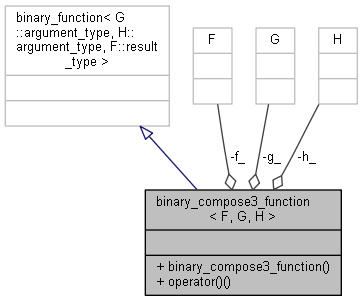 binary_function< G
::argument_type, H::
argument_type, F::result
_type >
F
G
H
-f_
-g_
-h_
binary_compose3_function
< F, G, H >
+ binary_compose3_function()
+ operator()()